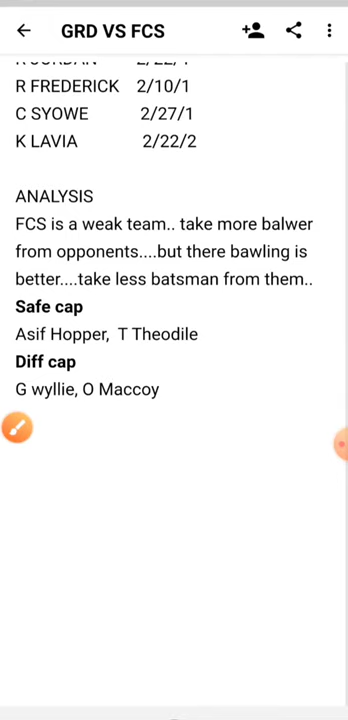 GRD VS FCS
R FREDERICK 2/10/1
C SYOWE 2/27/1
K LAVIA 2/22/2
ANALYSIS
FCS is a weak team.. take more balwer
from opponents....but there bawling is
better....take less batsman from them..
Safe cap
Asif Hopper, T Theodile
Diff cap
G wyllie, O Maccoy